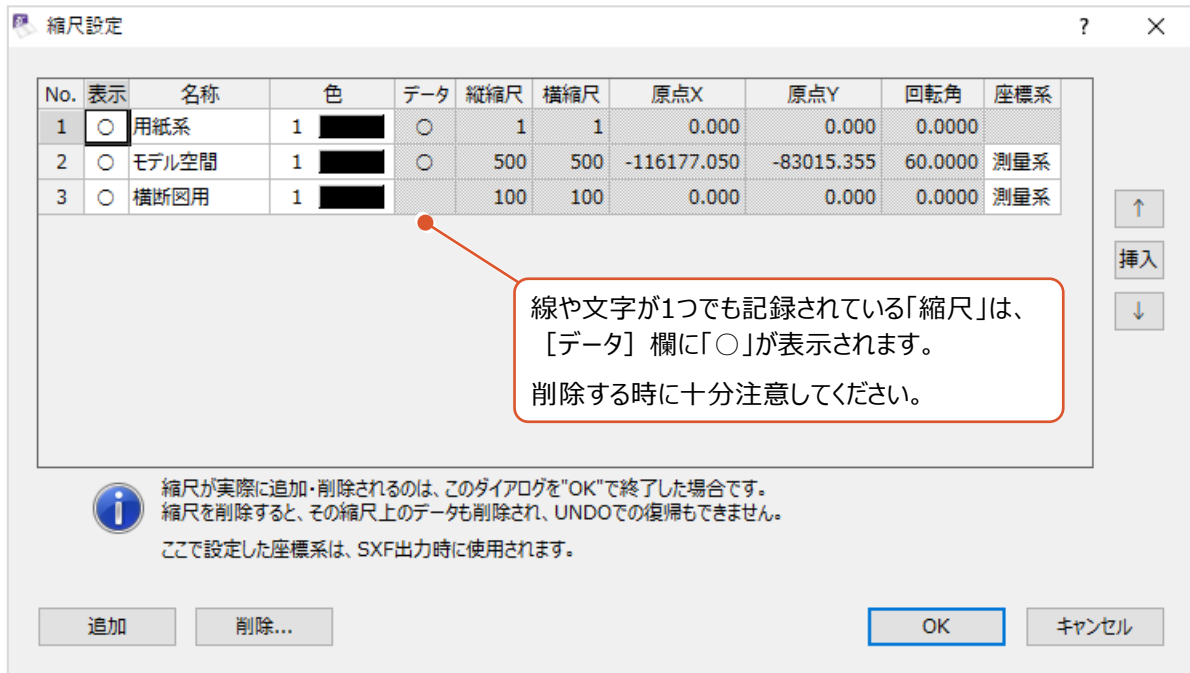 縮尺設定 ? ×
No. 表示 名称 色 データ 縦縮尺 横縮尺 原点X 原点Y 回転角 座標系
1 ○ 用紙系 1 ○ 1 1 0.000 0.000 0.0000
2 ○ モデル空間 1 ○ 500 500 -116177.050 -83015.355 60.0000 測量系
3 ○ 横断図用 1 100 100 0.000 0.000 0.0000 測量系
↑
挿入
↓
線や文字が1つでも記録されている「縮尺」は、
［データ］欄に「○」が表示されます。
削除する時に十分注意してください。
縮尺が実際に追加・削除されるのは、このダイアログを"OK"で終了した場合です。
縮尺を削除すると、その縮尺上のデータも削除され、UNDOでの復帰もできません。
ここで設定した座標系は、SXF出力時に使用されます。
追加 削除... OK キャンセル